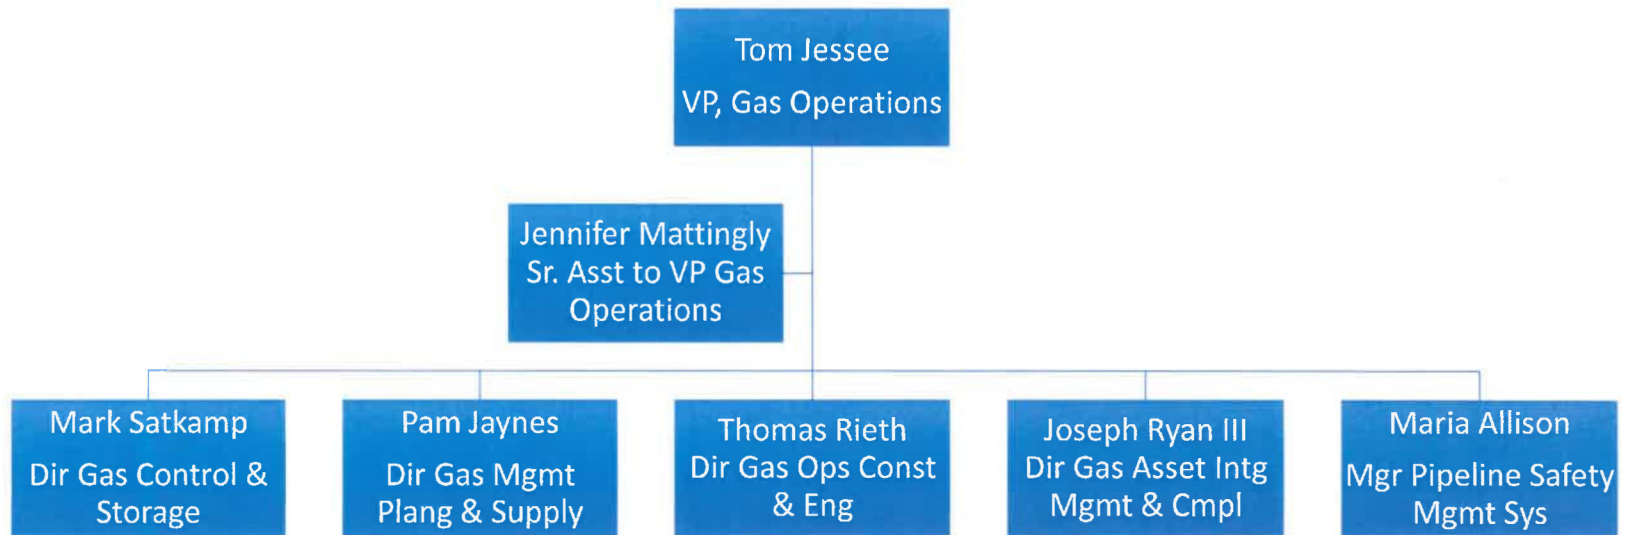 Tom Jessee
VP, Gas Operations
Jennifer Mattingly
Sr. Asst to VP Gas
Operations
Mark Satkamp
Dir Gas Control &
Storage
Pam Jaynes
Dir Gas Mgmt
Plang & Supply
Thomas Rieth
Dir Gas Ops Const
& Eng
Joseph Ryan III
Dir Gas Asset Intg
Mgmt & Cmpl
Maria Allison
Mgr Pipeline Safety
Mgmt Sys